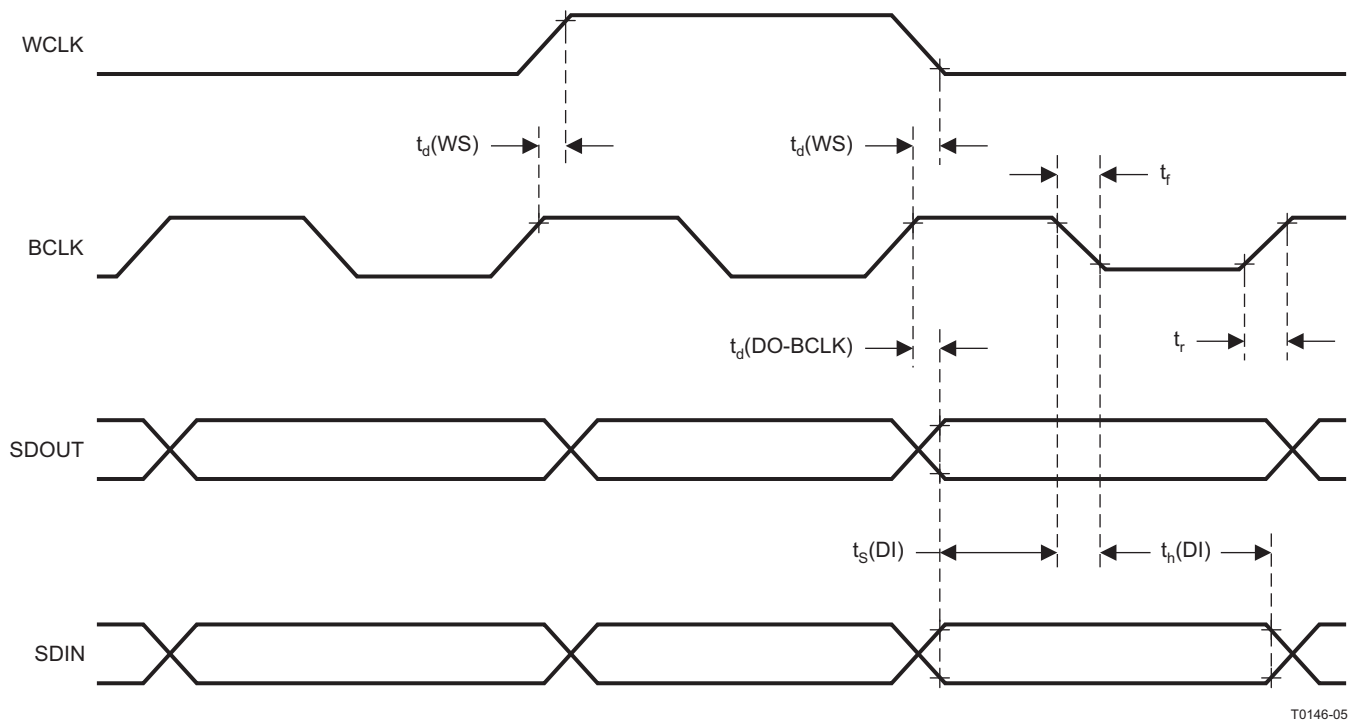 WCLK
td(WS)
td(WS)
tf
BCLK
td(DO-BCLK)
tr
SDOUT
tS(DI)
th(DI)
SDIN
T0146-05